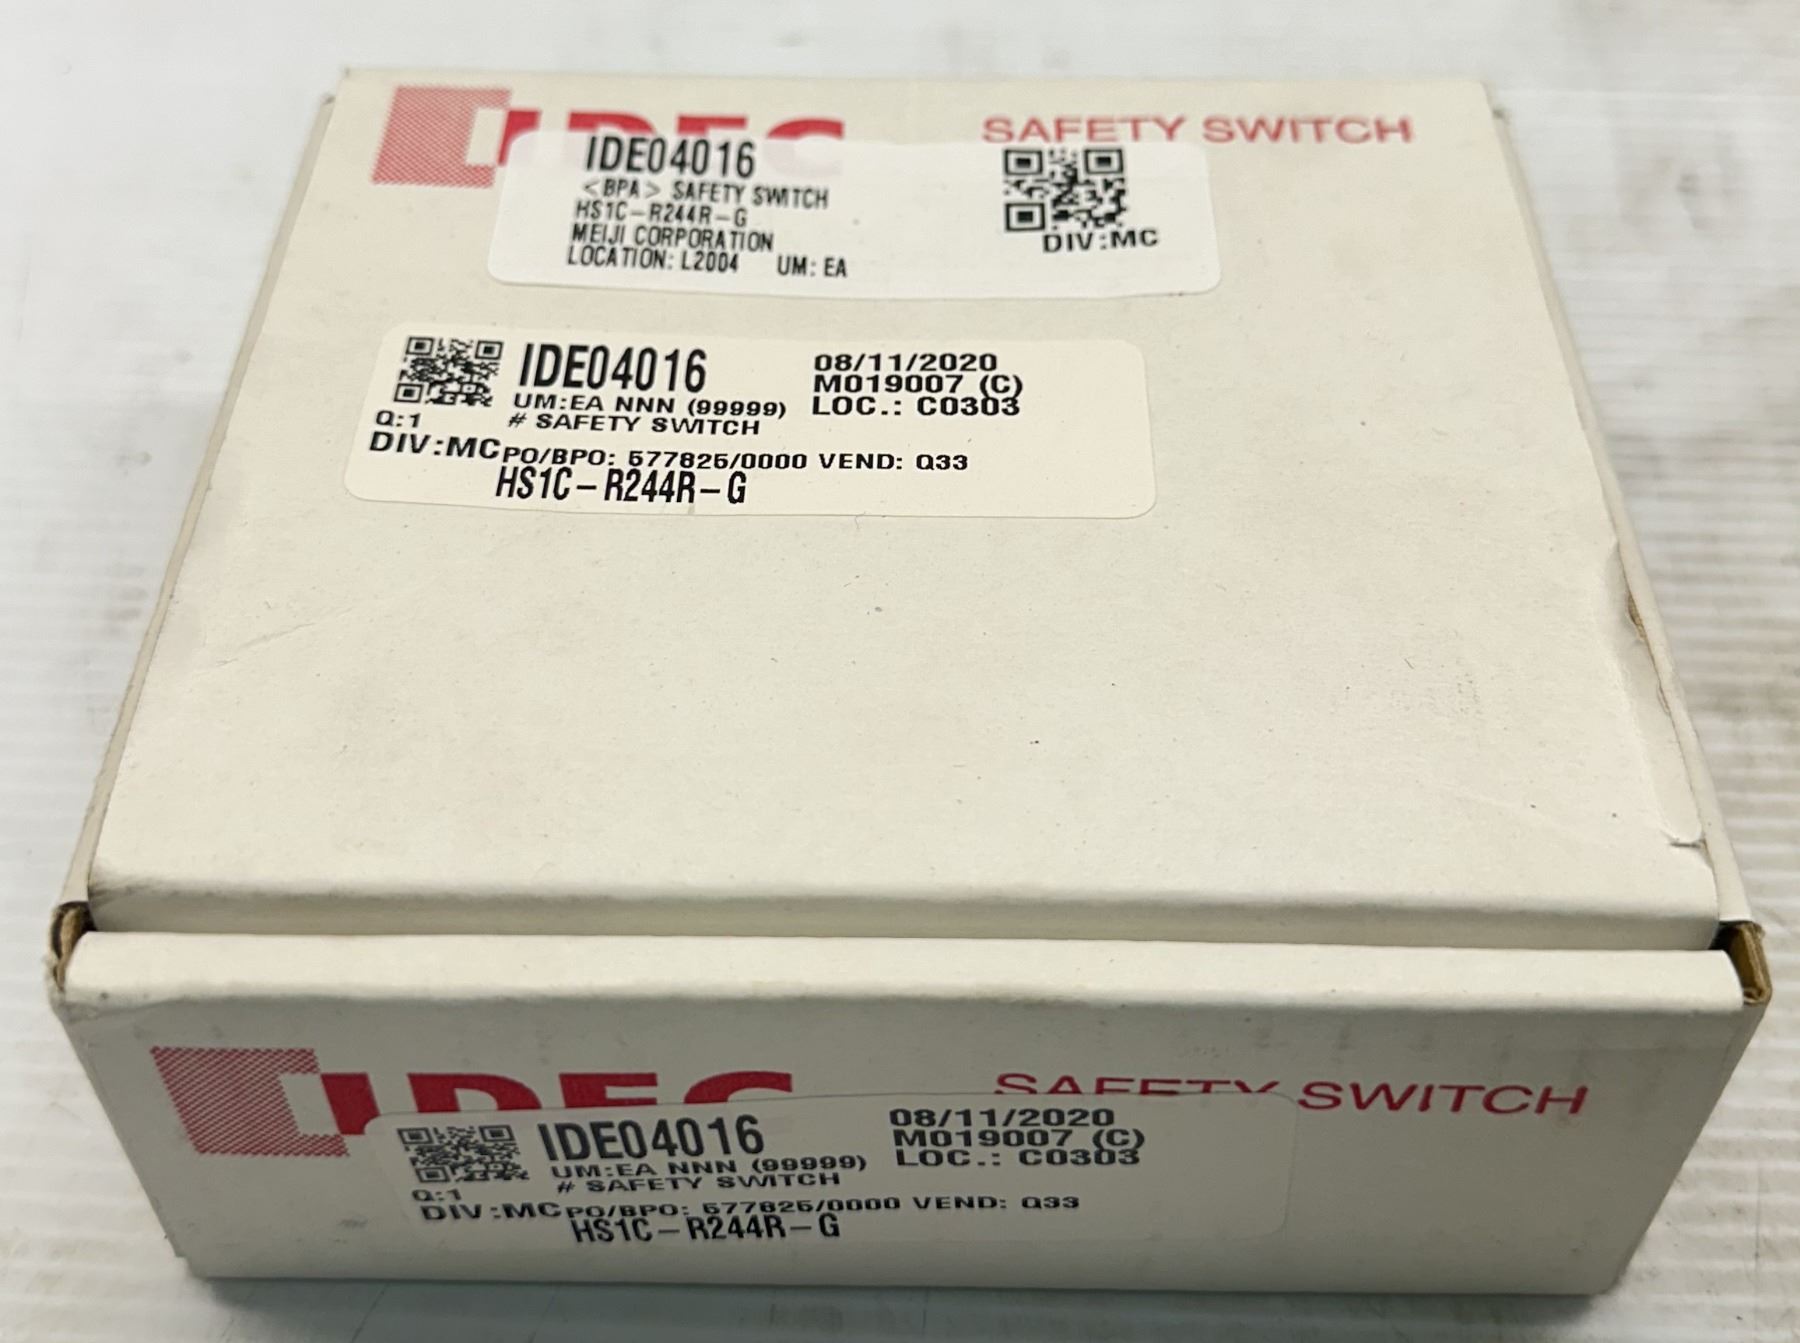 IDEC SAFETY SWITCH
IDE04016
<BPA> SAFETY SWITCH
HS1C-R244R-G
MEIJI CORPORATION
LOCATION: L2004 UM: EA
DIV:MC
IDE04016
UM:EA NNN (99999)
Q:1 # SAFETY SWITCH
08/11/2020
M019007 (C)
LOC.: C0303
DIV:MC PO/BPO: 577825/0000 VEND: Q33
HS1C-R244R-G
IDEC SAFETY SWITCH
IDE04016
UM:EA NNN (99999)
Q:1 # SAFETY SWITCH
08/11/2020
M019007 (C)
LOC.: C0303
DIV:MC PO/BPO: 577825/0000 VEND: Q33
HS1C-R244R-G